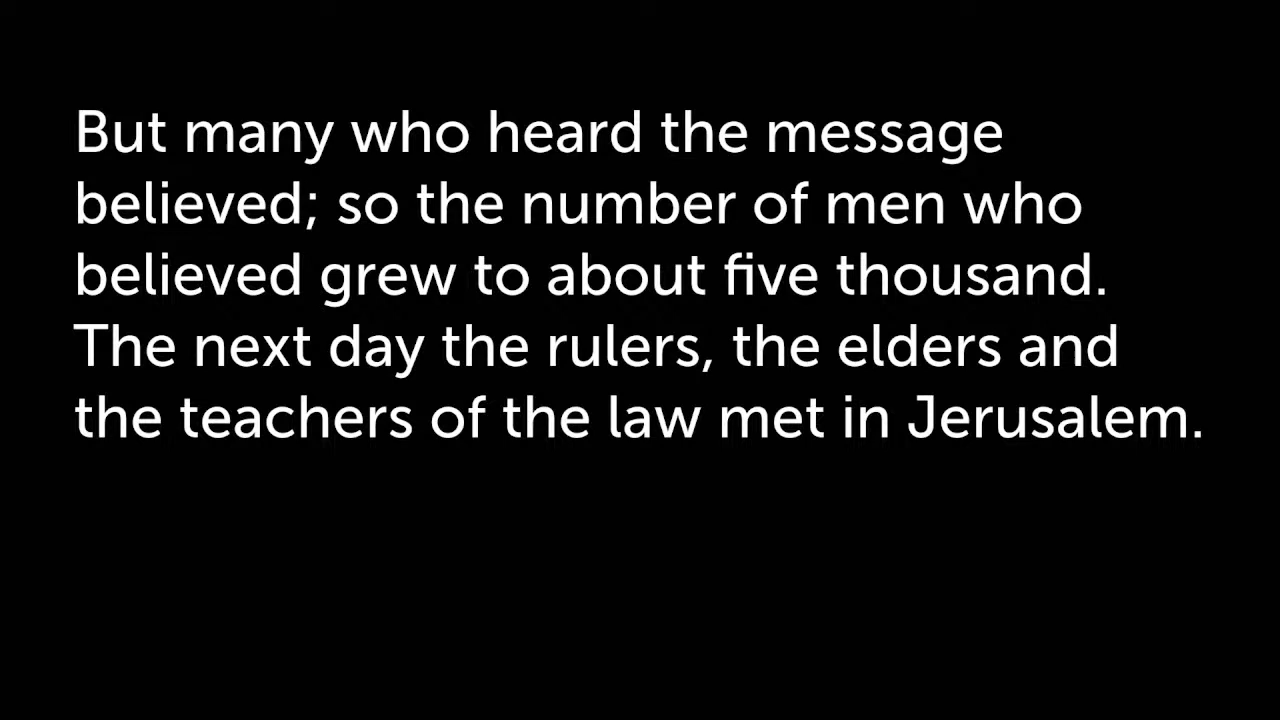 But many who heard the message
believed; so the number of men who
believed grew to about five thousand.
The next day the rulers, the elders and
the teachers of the law met in Jerusalem.